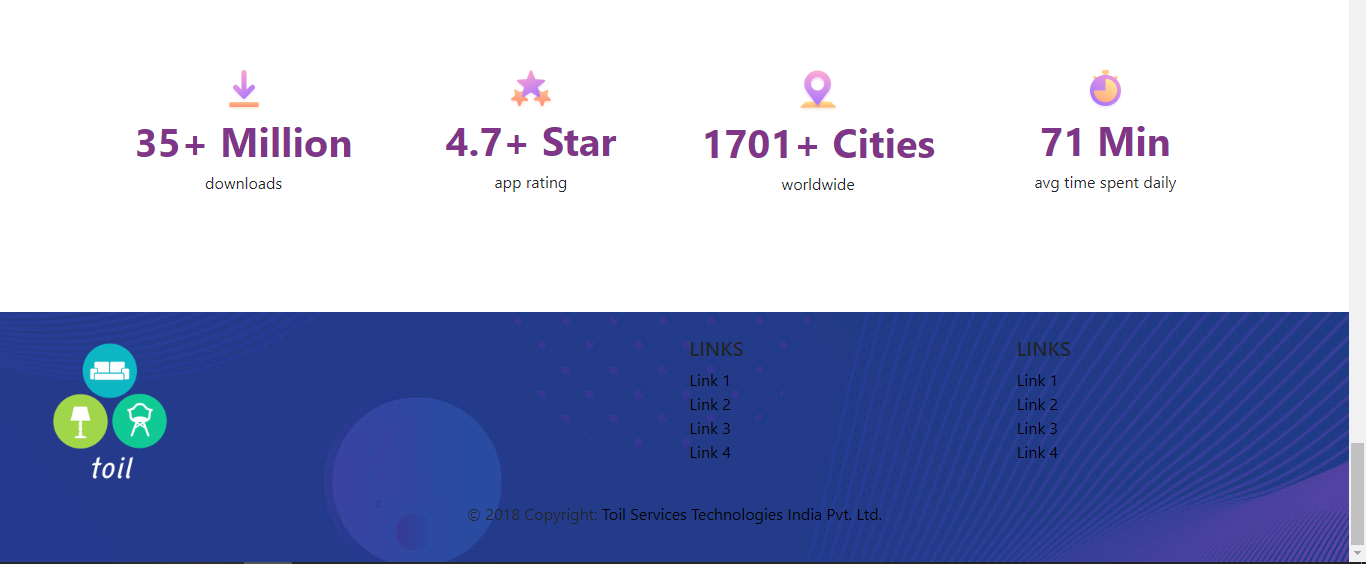 35+ Million
downloads
4.7+ Star
app rating
1701+ Cities
worldwide
71 Min
avg time spent daily
toil
LINKS
Link 1
Link 2
Link 3
Link 4
LINKS
Link 1
Link 2
Link 3
Link 4
© 2018 Copyright: Toil Services Technologies India Pvt. Ltd.